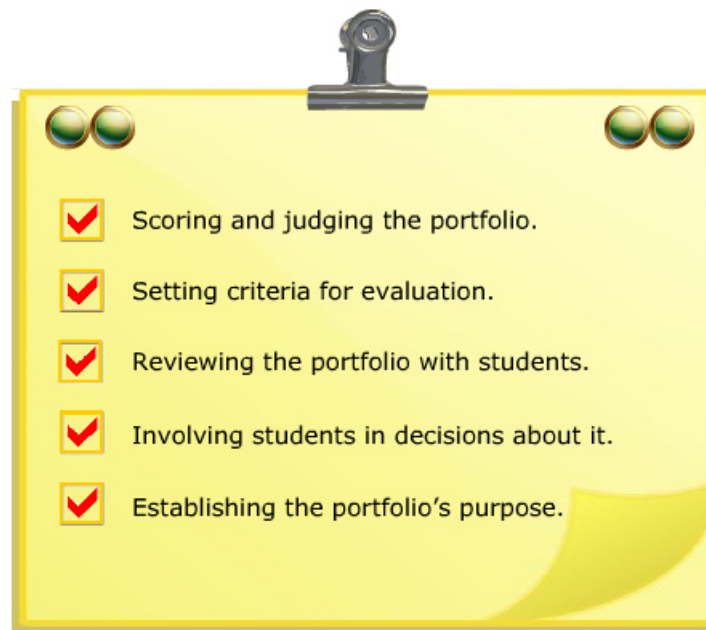 Scoring and judging the portfolio.
Setting criteria for evaluation.
Reviewing the portfolio with students.
Involving students in decisions about it.
Establishing the portfolio’s purpose.